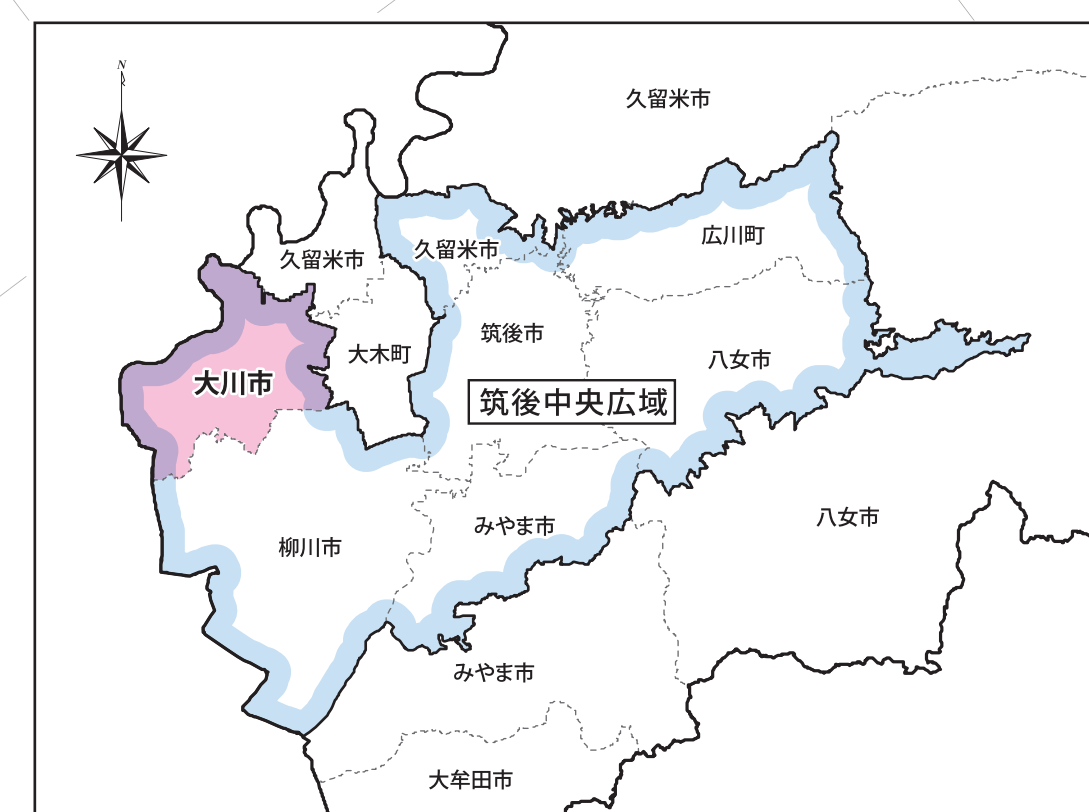 N
久留米市
広川町
久留米市
久留米市
筑後市
大木町
八女市
大川市
筑後中央広域
八女市
みやま市
柳川市
みやま市
大牟田市